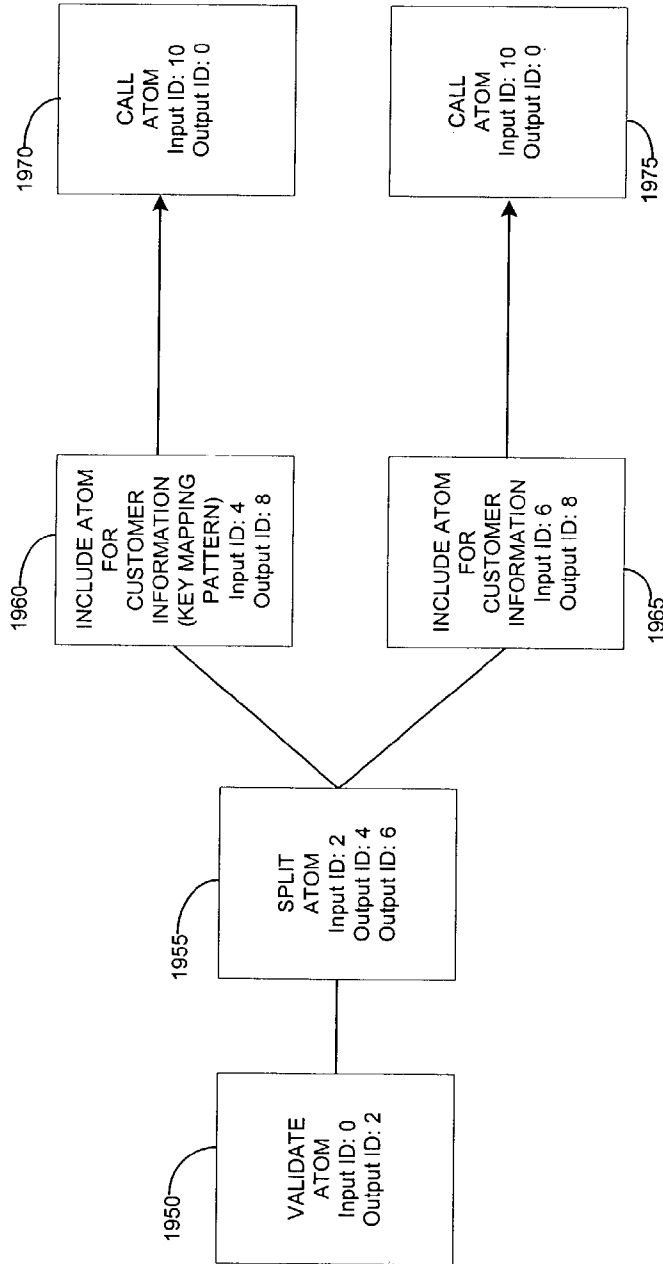 1950
VALIDATE
ATOM
Input ID: 0
Output ID: 2
1955
SPLIT
ATOM
Input ID: 2
Output ID: 4
Output ID: 6
1960
INCLUDE ATOM
FOR
CUSTOMER
INFORMATION
(KEY MAPPING
PATTERN)
Input ID: 4
Output ID: 8
1970
CALL
ATOM
Input ID: 10
Output ID: 0
INCLUDE ATOM
FOR
CUSTOMER
INFORMATION
Input ID: 6
Output ID: 8
1965
CALL
ATOM
Input ID: 10
Output ID: 0
1975